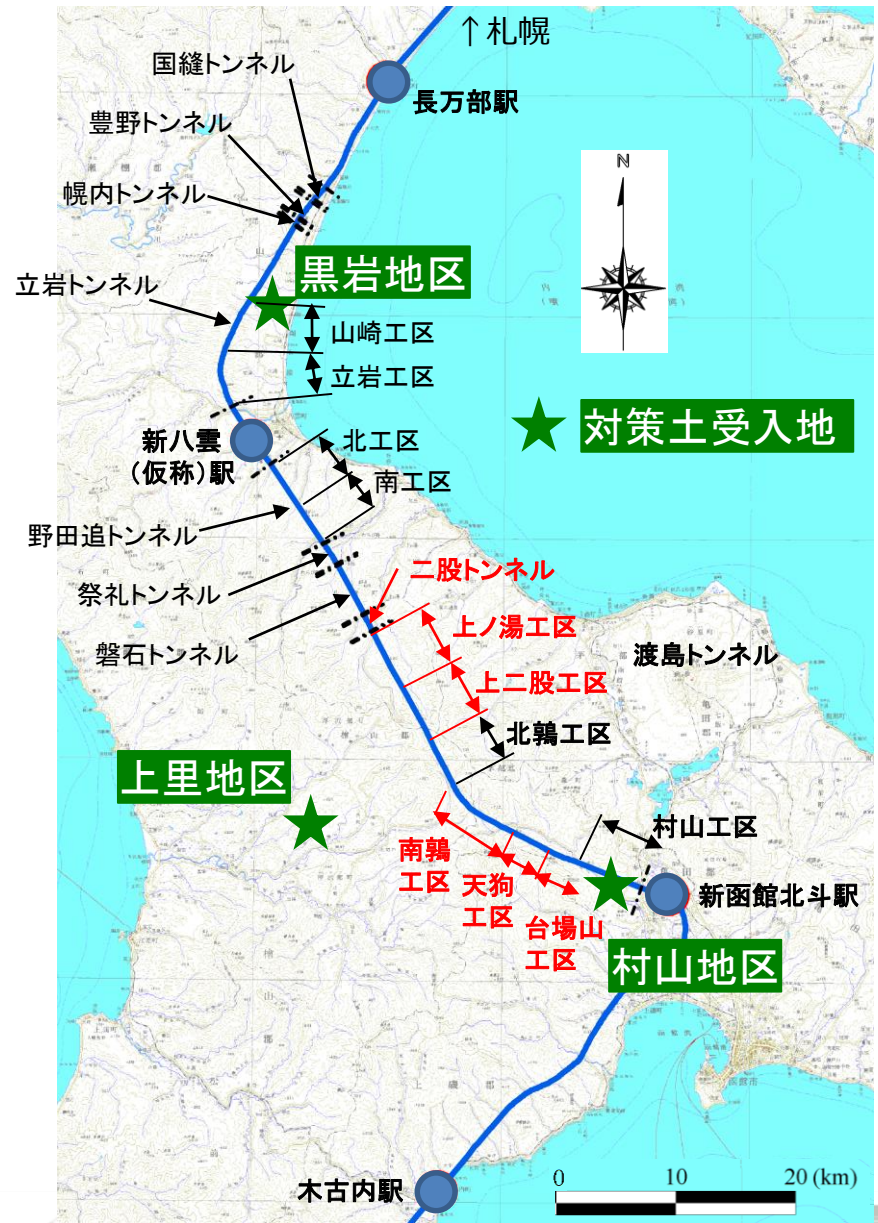 ↑札幌
国縫トンネル
長万部駅
豊野トンネル
幌内トンネル
N
黒岩地区
立岩トンネル
山崎工区
立岩工区
対策土受入地
新八雲
(仮称)駅
北工区
南工区
野田追トンネル
二股トンネル
祭礼トンネル
上ノ湯工区
磐石トンネル
渡島トンネル
上二股工区
北鶉工区
上里地区
村山工区
南鶉
工区
天狗
工区
新函館北斗駅
台場山
工区
村山地区
木古内駅
0 10 20 (km)